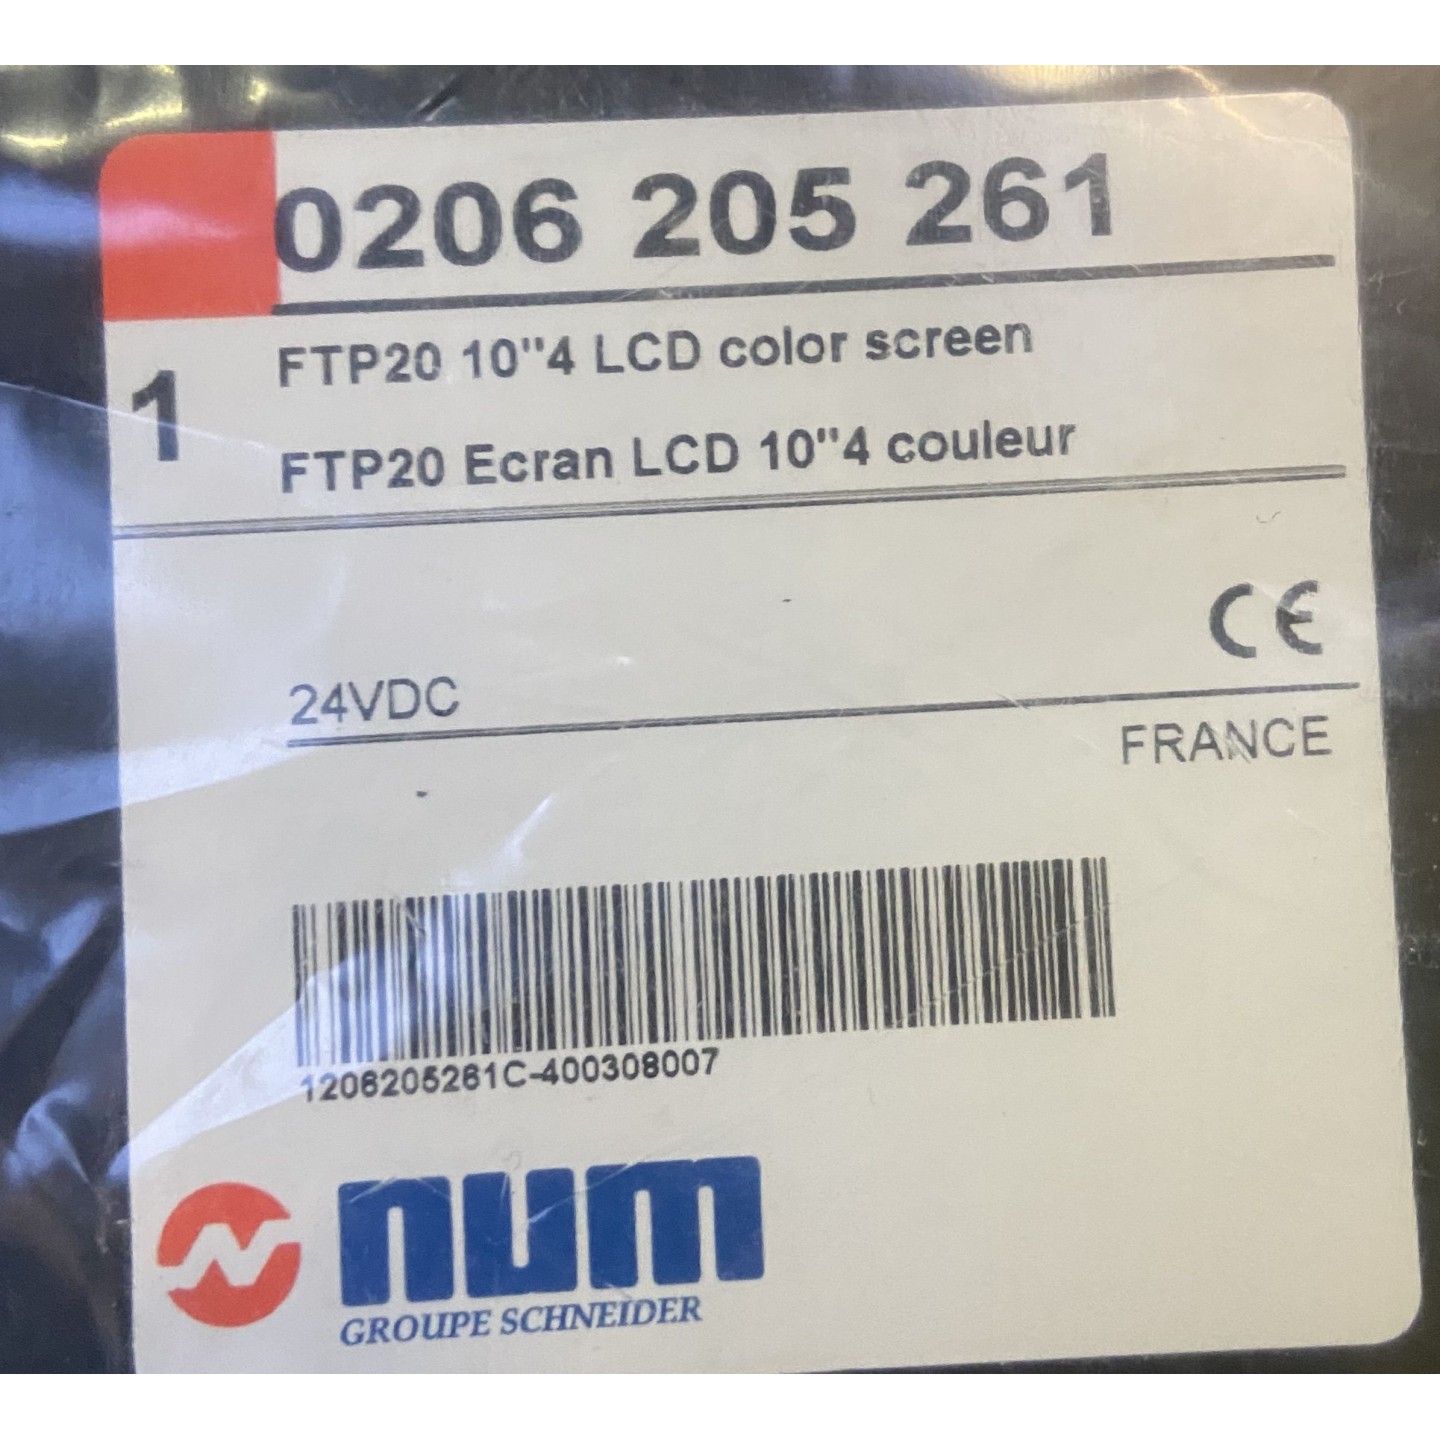 0206 205 261
1
FTP20 10"4 LCD color screen
FTP20 Ecran LCD 10"4 couleur
CE
24VDC
FRANCE
1206205261C-400308007
N num
GROUPE SCHNEIDER